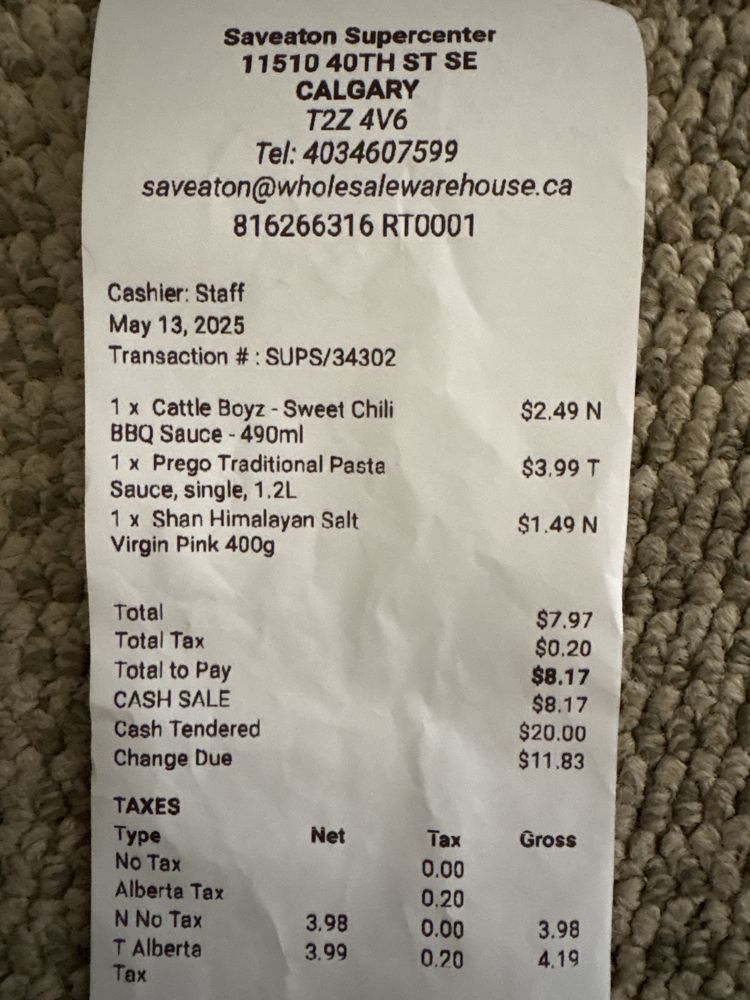 Saveaton Supercenter
11510 40TH ST SE
CALGARY
T2Z 4V6
Tel: 4034607599
saveaton@wholesalewarehouse.ca
816266316 RT0001
Cashier: Staff
May 13, 2025
Transaction # : SUPS/34302
1 x Cattle Boyz - Sweet Chili $2.49 N
BBQ Sauce - 490ml
1 x Prego Traditional Pasta $3.99 T
Sauce, single, 1.2L
1 x Shan Himalayan Salt $1.49 N
Virgin Pink 400g
Total $7.97
Total Tax $0.20
Total to Pay $8.17
CASH SALE $8.17
Cash Tendered $20.00
Change Due $11.83
TAXES
Type Net Tax Gross
No Tax 0.00
Alberta Tax 0.20
N No Tax 3.98 0.00 3.98
T Alberta 3.99 0.20 4.19
Tax